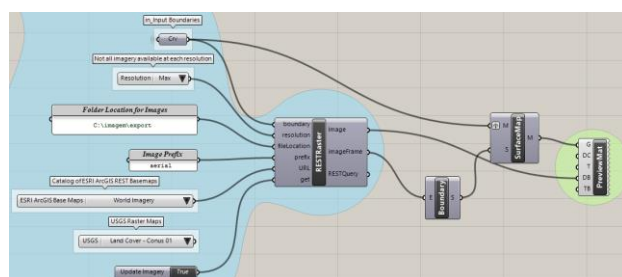 in_Input Boundaries
Crv
Not all imagery available at each resolution
Resolution: Max
Folder Location for Images
C:\images\export
Image Prefix
aerial
Catalog of ESRI ArcGIS REST Basemaps
ESRI ArcGIS Base Maps: World Imagery
USGS Raster Maps
USGS: Land Cover - Conus 01
Update Imagery True
boundary
resolution
fileLocation
prefix
URL
get
RESTRaster
Image
imageFrame
RESTQuery
E
Boundary
S
M
S
SurfaceMap
M
G
DC
T
DB
TB
PreviewMat